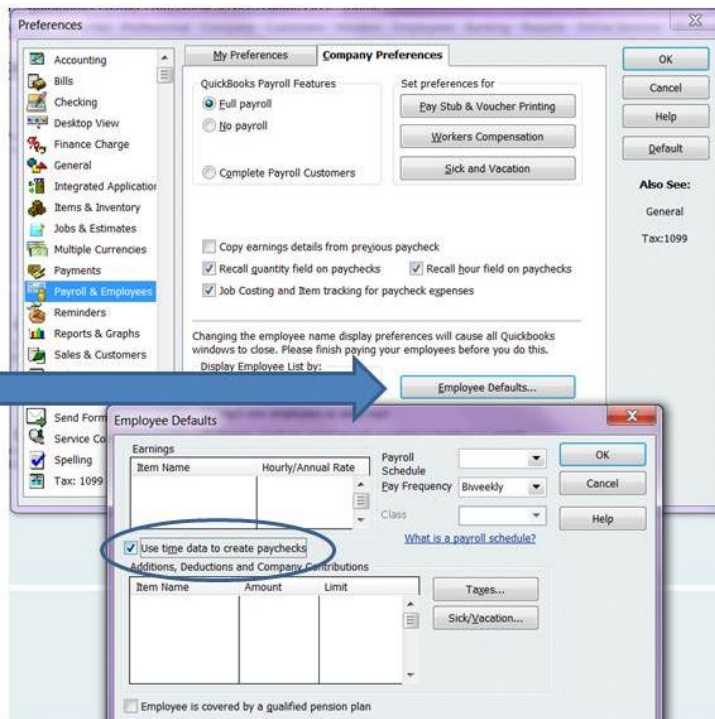 Preferences
Accounting
Bills
Checking
Desktop View
Finance Charge
General
Integrated Application
Items & Inventory
Jobs & Estimates
Multiple Currencies
Payments
Payroll & Employees
Reminders
Reports & Graphs
Sales & Customers
Send Form
Service Co
Spelling
Tax: 1099
My Preferences
Company Preferences
QuickBooks Payroll Features
Full payroll
No payroll
Complete Payroll Customers
Set preferences for
Pay Stub & Voucher Printing
Workers Compensation
Sick and Vacation
Copy earnings details from previous paycheck
Recall quantity field on paychecks
Recall hour field on paychecks
Job Costing and Item tracking for paycheck expenses
Changing the employee name display preferences will cause all Quickbooks
windows to close. Please finish paying your employees before you do this.
Display Employee List by:
Employee Defaults...
OK
Cancel
Help
Default
Also See:
General
Tax:1099
Employee Defaults
Earnings
Item Name Hourly/Annual Rate
Payroll
Schedule
Pay Frequency Biweekly
Class
What is a payroll schedule?
OK
Cancel
Help
Use time data to create paychecks
Additions, Deductions and Company Contributions
Item Name Amount Limit
Taxes...
Sick/Vacation...
Employee is covered by a qualified pension plan